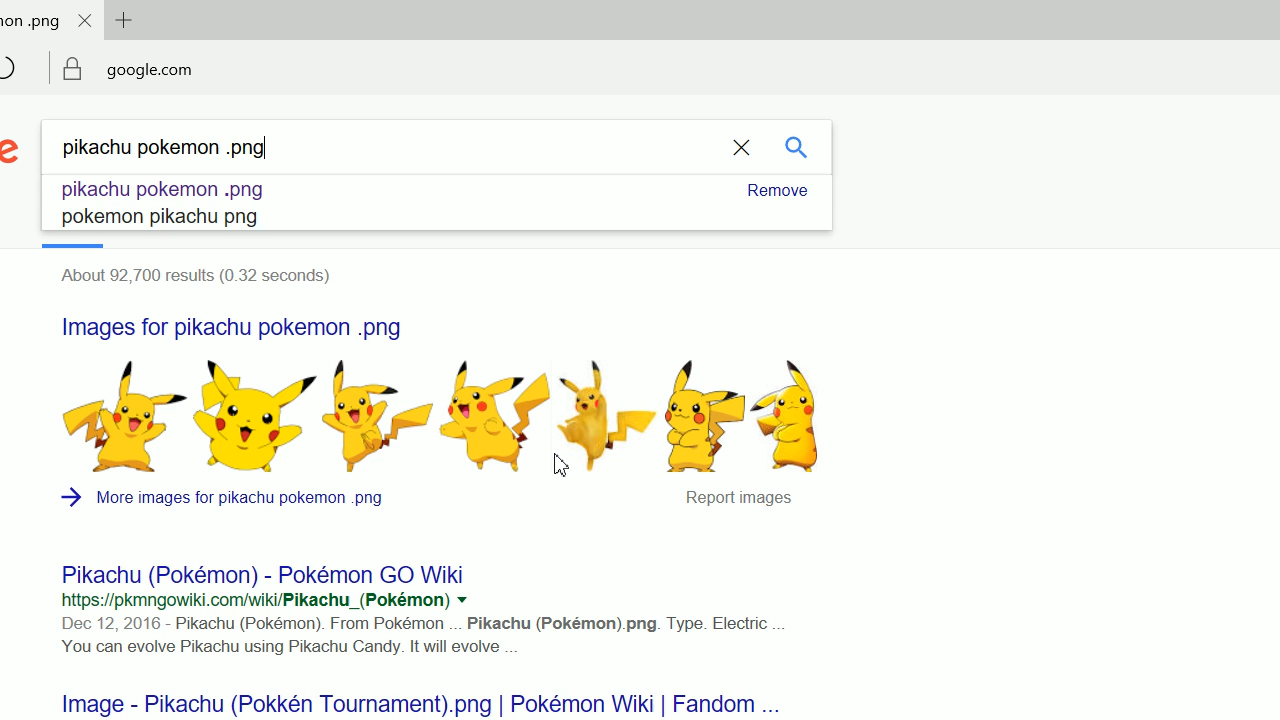 on .png
google.com
e
pikachu pokemon .png
pikachu pokemon .png
Remove
pokemon pikachu png
About 92,700 results (0.32 seconds)
Images for pikachu pokemon .png
More images for pikachu pokemon .png
Report images
Pikachu (Pokémon) - Pokémon GO Wiki
https://pkmngowiki.com/wiki/Pikachu_(Pokémon)
Dec 12, 2016 - Pikachu (Pokémon). From Pokémon ... Pikachu (Pokémon).png. Type. Electric ...
You can evolve Pikachu using Pikachu Candy. It will evolve ...
Image - Pikachu (Pokkén Tournament).png | Pokémon Wiki | Fandom ...